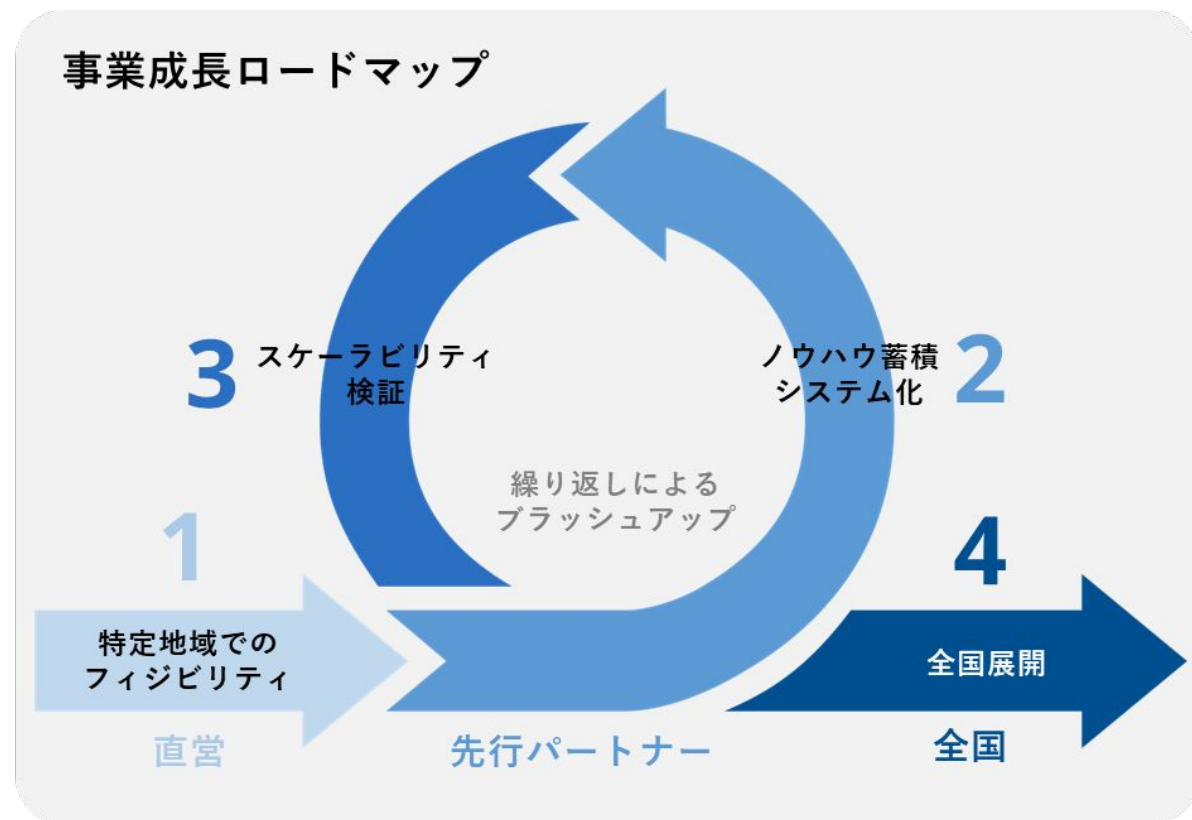 事業成長ロードマップ
3
スケーラビリティ
検証
ノウハウ蓄積
システム化
2
繰り返しによる
ブラッシュアップ
1
4
特定地域での
フィジビリティ
全国展開
直営
先行パートナー
全国